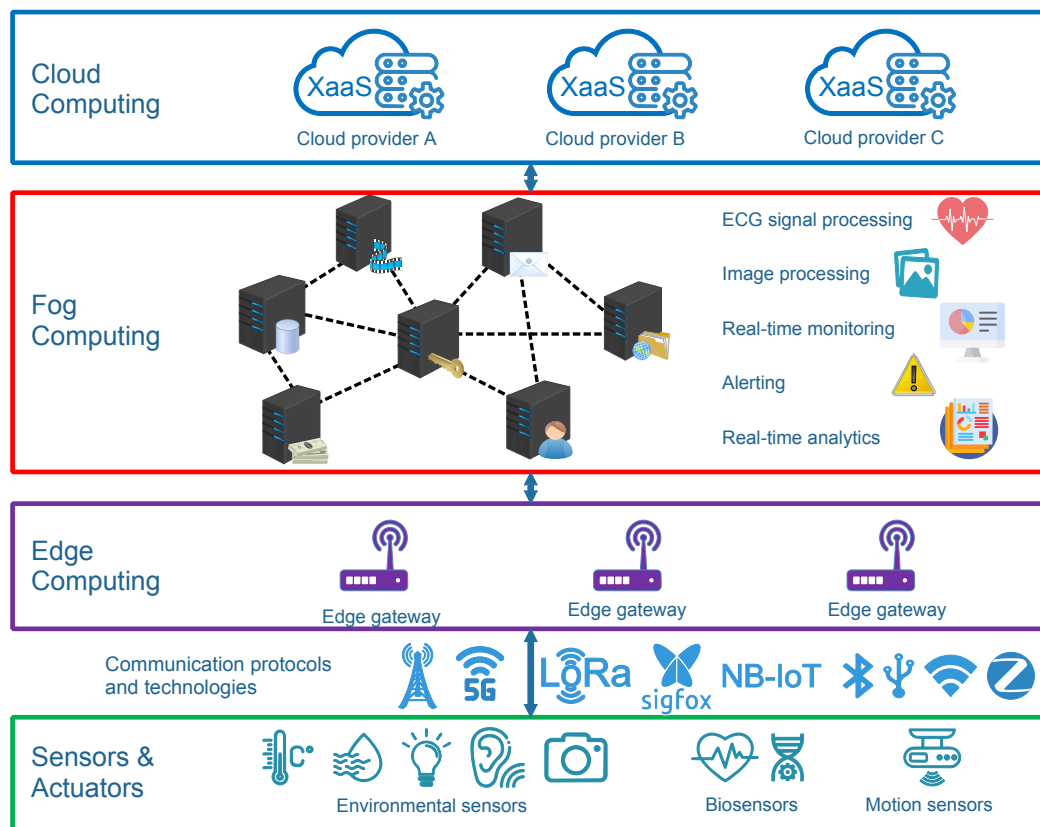 Cloud
Computing
XaaS
XaaS
XaaS
Cloud provider A
Cloud provider B
Cloud provider C
Fog
Computing
ECG signal processing
Image processing
Real-time monitoring
Alerting
Real-time analytics
Edge
Computing
Edge gateway
Edge gateway
Edge gateway
Communication protocols
and technologies
5G
LoRa
sigfox
NB-IoT
Sensors &
Actuators
C°
Environmental sensors
Biosensors
Motion sensors